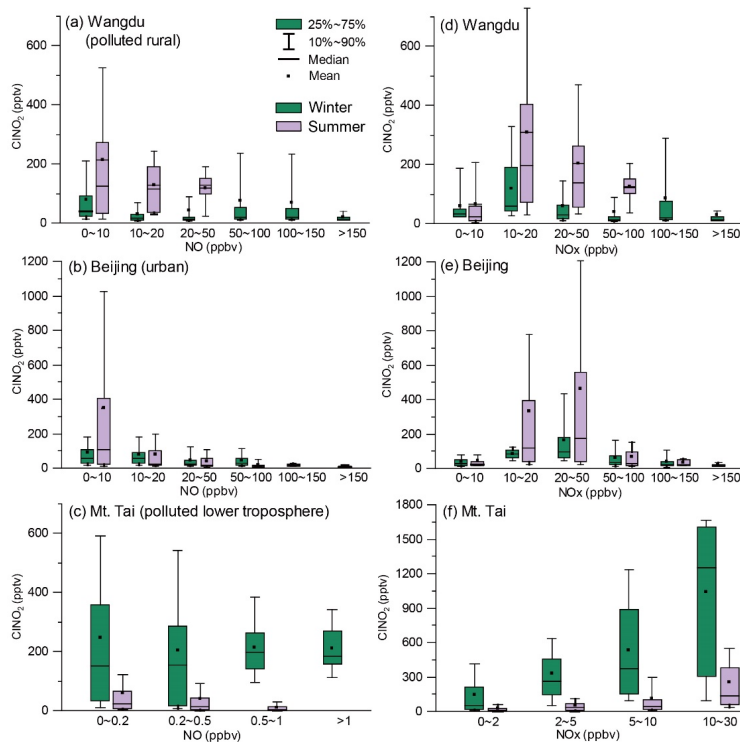 (a) Wangdu
(polluted rural)
25%~75%
10%~90%
Median
Mean
Winter
Summer
ClNO₂ (pptv)
600
400
200
0
0~10 10~20 20~50 50~100 100~150 >150
NO (ppbv)
(d) Wangdu
ClNO₂ (pptv)
600
400
200
0
0~10 10~20 20~50 50~100 100~150 >150
NOx (ppbv)
(b) Beijing (urban)
ClNO₂ (pptv)
1200
1000
800
600
400
200
0
0~10 10~20 20~50 50~100 100~150 >150
NO (ppbv)
(e) Beijing
ClNO₂ (pptv)
1200
1000
800
600
400
200
0
0~10 10~20 20~50 50~100 100~150 >150
NOx (ppbv)
(c) Mt. Tai (polluted lower troposphere)
ClNO₂ (pptv)
600
400
200
0
0~0.2 0.2~0.5 0.5~1 >1
NO (ppbv)
(f) Mt. Tai
ClNO₂ (pptv)
1800
1500
1200
900
600
300
0
0~2 2~5 5~10 10~30
NOx (ppbv)